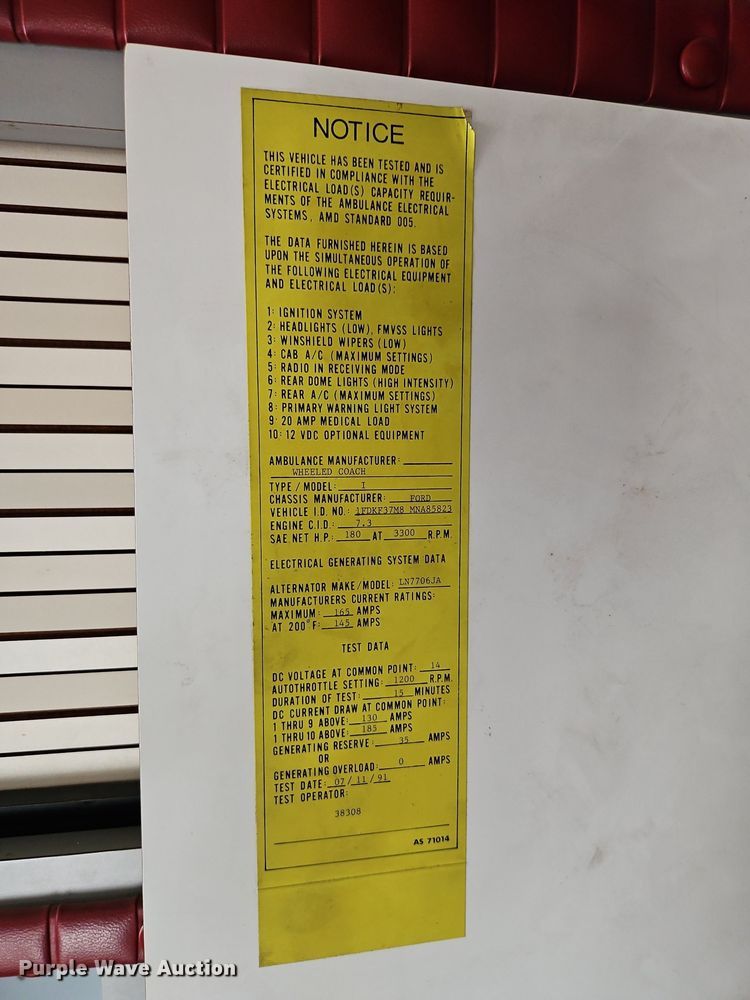 NOTICE
THIS VEHICLE HAS BEEN TESTED AND IS
CERTIFIED IN COMPLIANCE WITH THE
ELECTRICAL LOAD(S) CAPACITY REQUIR-
MENTS OF THE AMBULANCE ELECTRICAL
SYSTEMS, AMD STANDARD 005.
THE DATA FURNISHED HEREIN IS BASED
UPON THE SIMULTANEOUS OPERATION OF
THE FOLLOWING ELECTRICAL EQUIPMENT
AND ELECTRICAL LOAD(S):
1: IGNITION SYSTEM
2: HEADLIGHTS (LOW), FMVSS LIGHTS
3: WINSHIELD WIPERS (LOW)
4: CAB A/C (MAXIMUM SETTINGS)
5: RADIO IN RECEIVING MODE
6: REAR DOME LIGHTS (HIGH INTENSITY)
7: REAR A/C (MAXIMUM SETTINGS)
8: PRIMARY WARNING LIGHT SYSTEM
9: 20 AMP MEDICAL LOAD
10: 12 VDC OPTIONAL EQUIPMENT
AMBULANCE MANUFACTURER:
WHEELED COACH
TYPE / MODEL: I
CHASSIS MANUFACTURER: FORD
VEHICLE I.D. NO.: 1FDKF37M8 MNA85823
ENGINE C.I.D.: 7.3
SAE NET H.P.: 180 AT 3300 R.P.M.
ELECTRICAL GENERATING SYSTEM DATA
ALTERNATOR MAKE/MODEL: LN7706JA
MANUFACTURERS CURRENT RATINGS:
MAXIMUM: 165 AMPS
AT 200°F: 145 AMPS
TEST DATA
DC VOLTAGE AT COMMON POINT: 14
AUTOTHROTTLE SETTING: 1200 R.P.M.
DURATION OF TEST: 15 MINUTES
DC CURRENT DRAW AT COMMON POINT:
1 THRU 9 ABOVE: 130 AMPS
1 THRU 10 ABOVE: 185 AMPS
GENERATING RESERVE: 35 AMPS
OR
GENERATING OVERLOAD: 0 AMPS
TEST DATE: 07/11/91
TEST OPERATOR:
38308
AS 71014
Purple Wave Auction